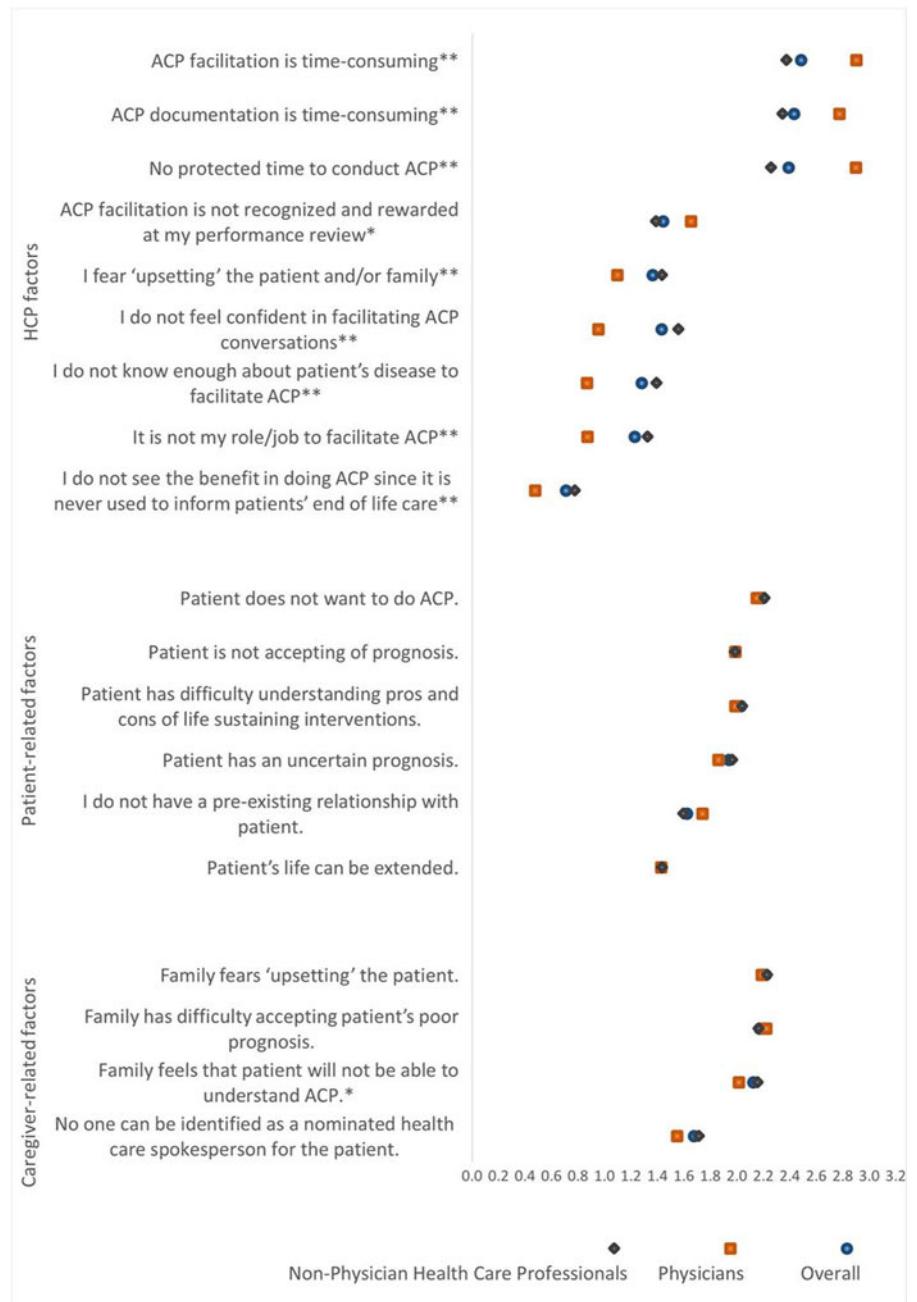 HCP factors
ACP facilitation is time-consuming**
ACP documentation is time-consuming**
No protected time to conduct ACP**
ACP facilitation is not recognized and rewarded
at my performance review*
I fear ‘upsetting’ the patient and/or family**
I do not feel confident in facilitating ACP
conversations**
I do not know enough about patient’s disease to
facilitate ACP**
It is not my role/job to facilitate ACP**
I do not see the benefit in doing ACP since it is
never used to inform patients’ end of life care**
Patient-related factors
Patient does not want to do ACP.
Patient is not accepting of prognosis.
Patient has difficulty understanding pros and
cons of life sustaining interventions.
Patient has an uncertain prognosis.
I do not have a pre-existing relationship with
patient.
Patient’s life can be extended.
Caregiver-related factors
Family fears ‘upsetting’ the patient.
Family has difficulty accepting patient’s poor
prognosis.
Family feels that patient will not be able to
understand ACP.*
No one can be identified as a nominated health
care spokesperson for the patient.
0.0 0.2 0.4 0.6 0.8 1.0 1.2 1.4 1.6 1.8 2.0 2.2 2.4 2.6 2.8 3.0 3.2
Non-Physician Health Care Professionals Physicians Overall